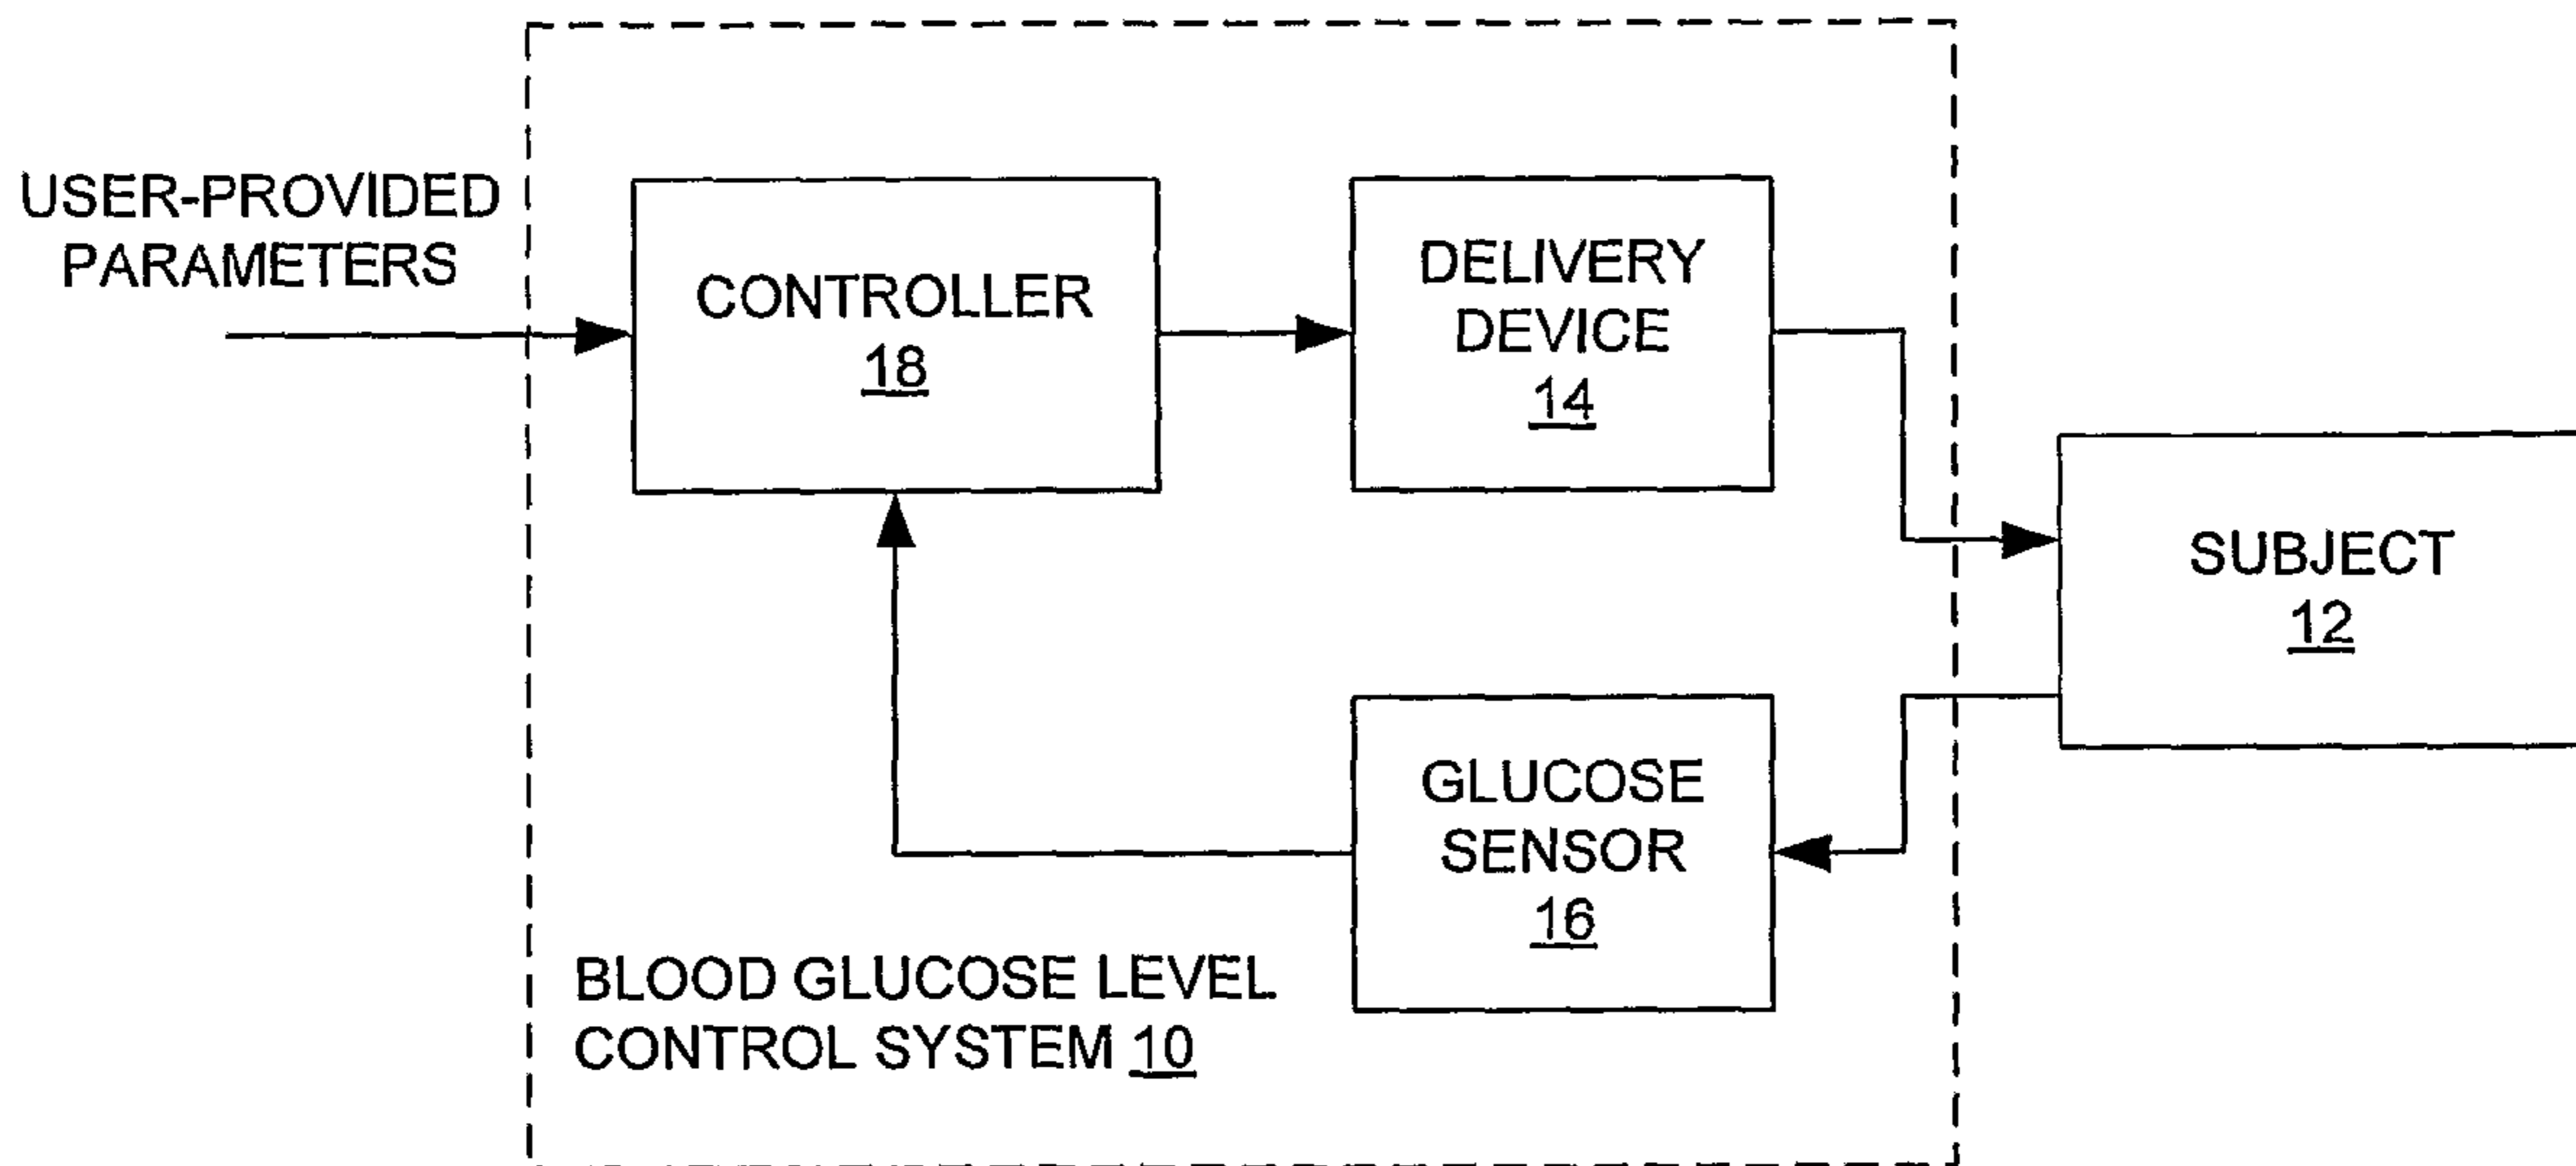 USER-PROVIDED
PARAMETERS
CONTROLLER
18
DELIVERY
DEVICE
14
SUBJECT
12
GLUCOSE
SENSOR
16
BLOOD GLUCOSE LEVEL
CONTROL SYSTEM 10